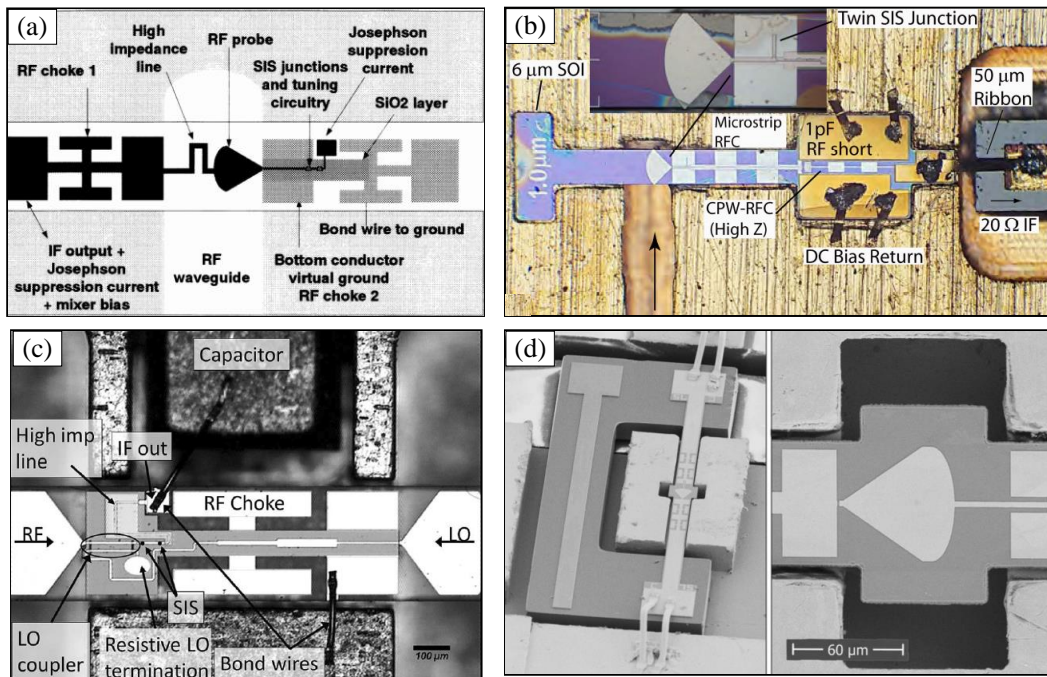 (a)
High
impedance
line
RF probe
Josephson
suppresion
current
RF choke 1
SIS junctions
and tuning
circuitry
SiO2 layer
IF output +
Josephson
suppression current
+ mixer bias
RF
waveguide
Bond wire to ground
Bottom conductor
virtual ground
RF choke 2
(b)
Twin SIS Junction
6 μm SOI
50 μm
Ribbon
Microstrip
RFC
1pF
RF short
1.0μm
CPW-RFC
(High Z)
20 Ω IF
DC Bias Return
(c)
Capacitor
High imp
line
IF out
RF Choke
RF
LO
SIS
LO
coupler
Resistive LO
termination
Bond wires
100 μm
(d)
60 μm